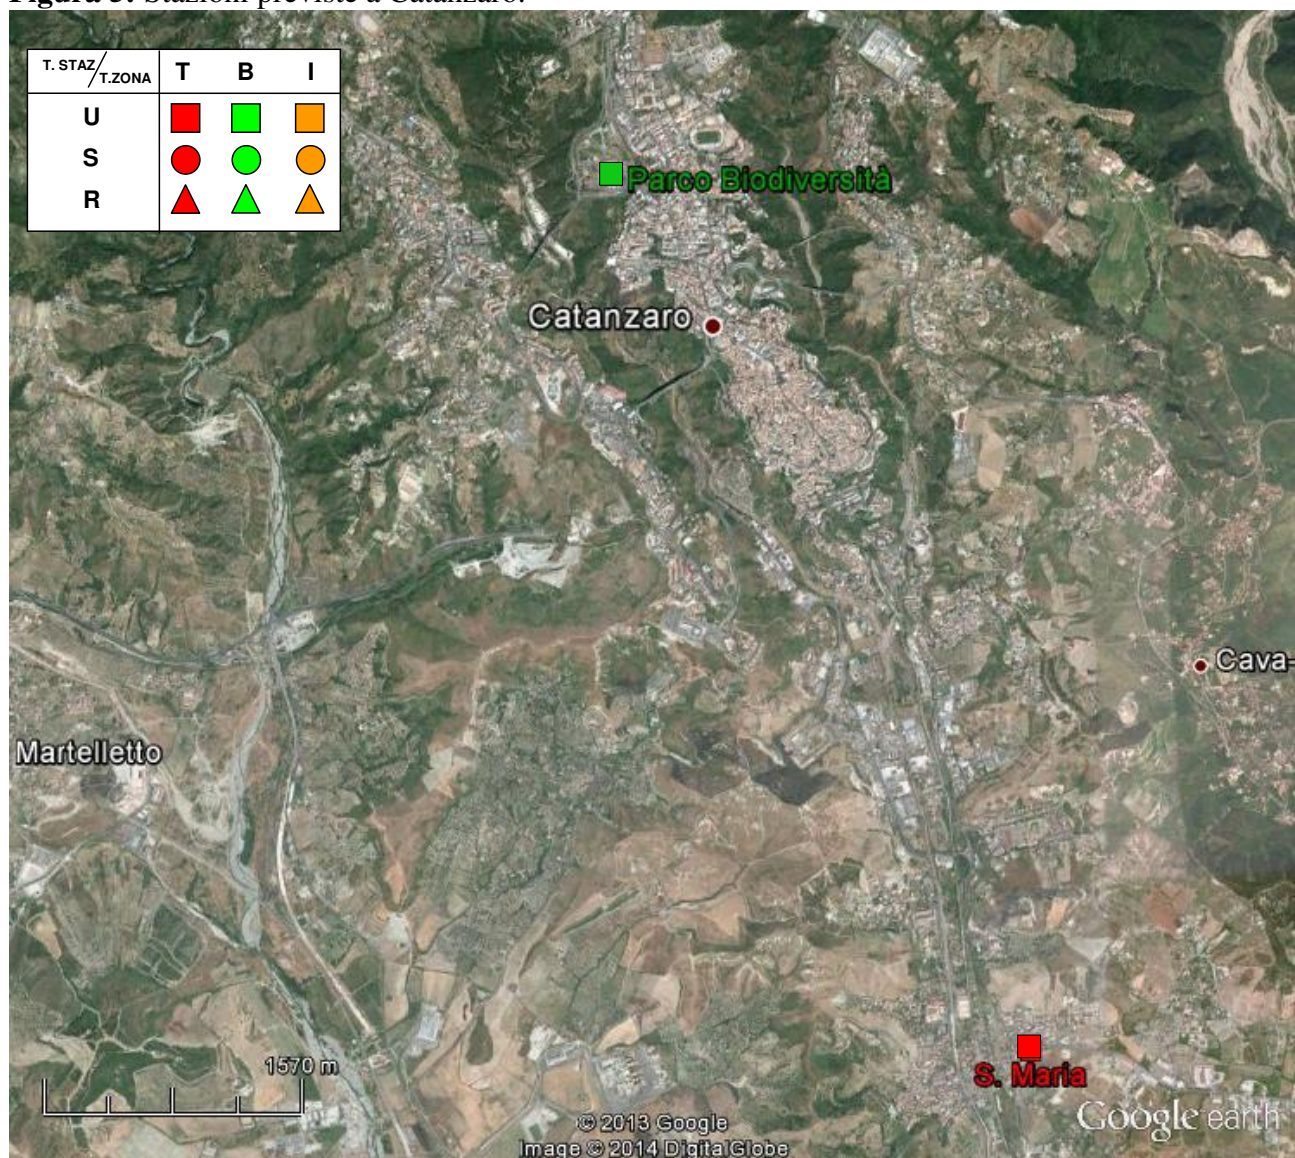 Figura 3: Stazioni previste a Catanzaro.
T. STAZ/T.ZONA T B I
U
S
R
Parco Biodiversità
Catanzaro
Cava-
Martelletto
1570 m
S. Maria
© 2013 Google
Image © 2014 DigitalGlobe
Google earth